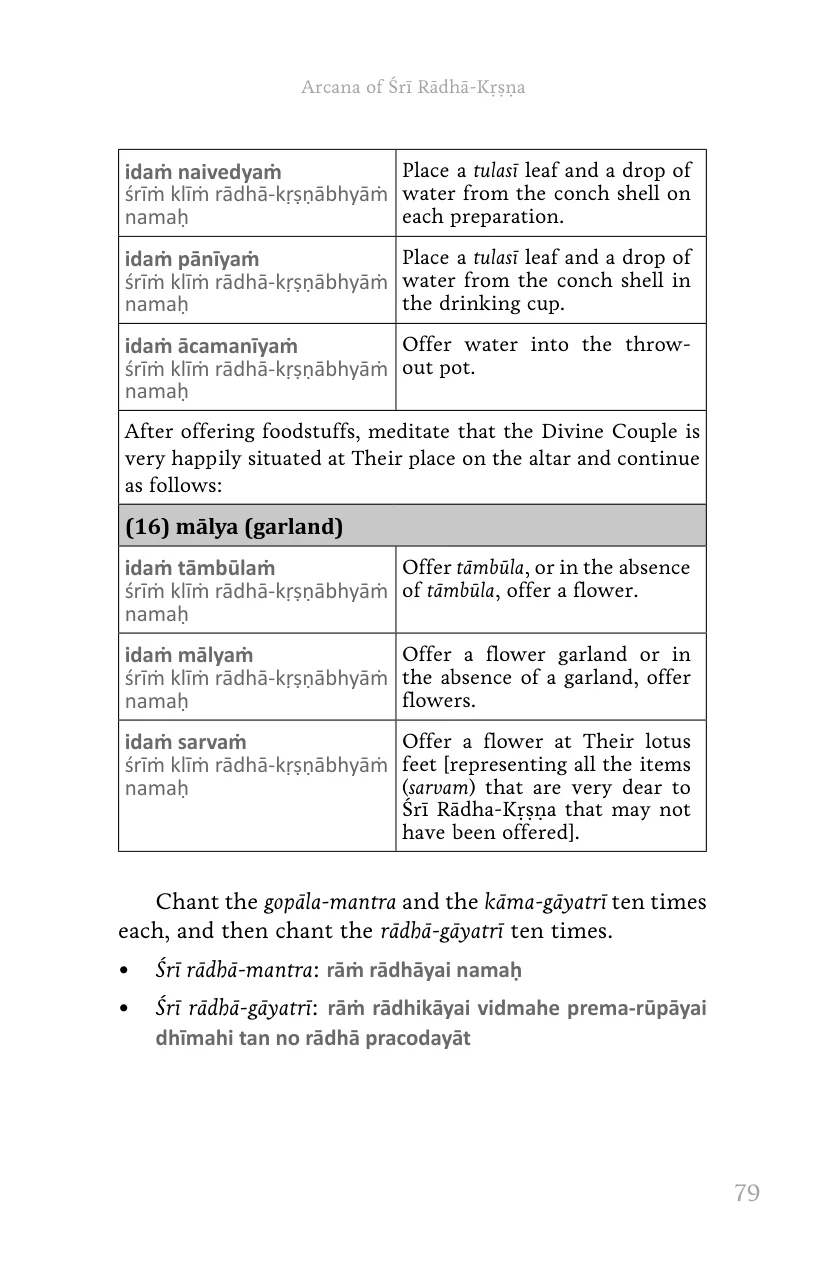 Arcana of Śrī Rādhā-Kṛṣṇa
idaṁ naivedyaṁ
śrīṁ klīṁ rādhā-kṛṣṇābhyāṁ
namaḥ
Place a tulasī leaf and a drop of
water from the conch shell on
each preparation.
idaṁ pānīyaṁ
śrīṁ klīṁ rādhā-kṛṣṇābhyāṁ
namaḥ
Place a tulasī leaf and a drop of
water from the conch shell in
the drinking cup.
idaṁ ācamanīyaṁ
śrīṁ klīṁ rādhā-kṛṣṇābhyāṁ
namaḥ
Offer water into the throw-
out pot.
After offering foodstuffs, meditate that the Divine Couple is
very happily situated at Their place on the altar and continue
as follows:
(16) mālya (garland)
idaṁ tāmbūlaṁ
śrīṁ klīṁ rādhā-kṛṣṇābhyāṁ
namaḥ
Offer tāmbūla, or in the absence
of tāmbūla, offer a flower.
idaṁ mālyaṁ
śrīṁ klīṁ rādhā-kṛṣṇābhyāṁ
namaḥ
Offer a flower garland or in
the absence of a garland, offer
flowers.
idaṁ sarvaṁ
śrīṁ klīṁ rādhā-kṛṣṇābhyāṁ
namaḥ
Offer a flower at Their lotus
feet [representing all the items
(sarvam) that are very dear to
Śrī Rādha-Kṛṣṇa that may not
have been offered].
Chant the gopāla-mantra and the kāma-gāyatrī ten times
each, and then chant the rādhā-gāyatrī ten times.
• Śrī rādhā-mantra: rāṁ rādhāyai namaḥ
• Śrī rādhā-gāyatrī: rāṁ rādhikāyai vidmahe prema-rūpāyai
dhīmahi tan no rādhā pracodayāt
79